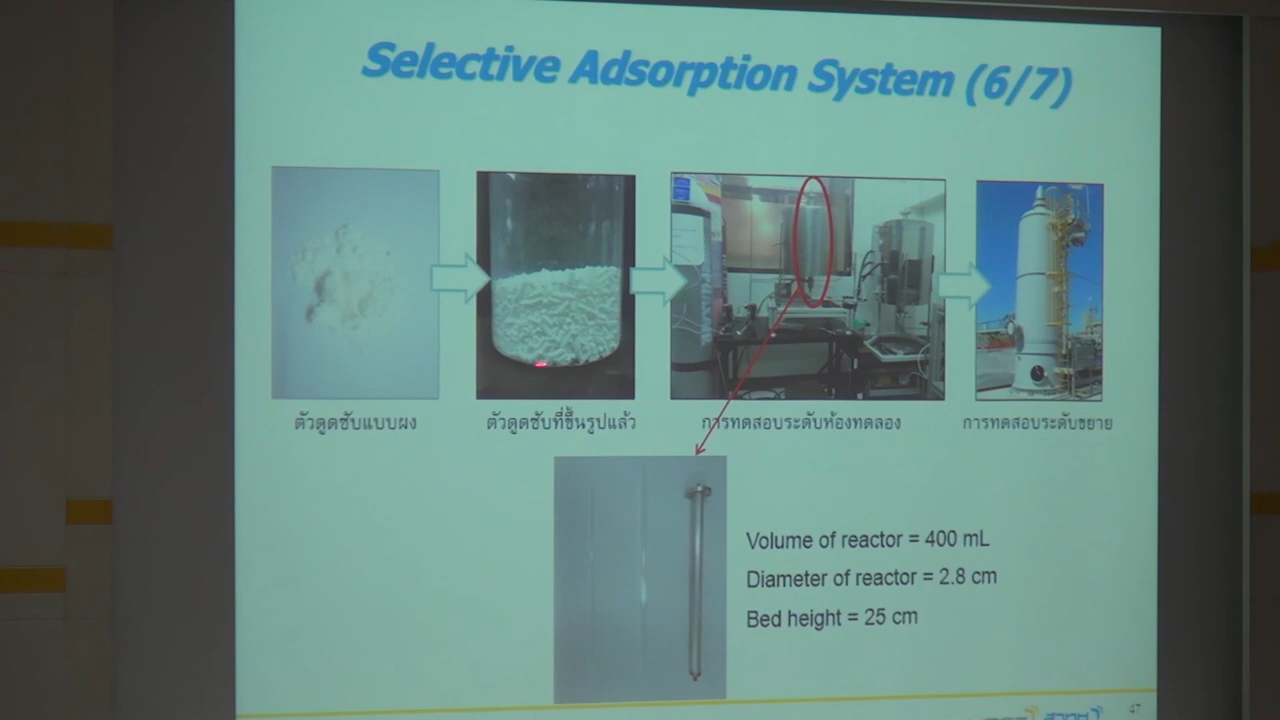 Selective Adsorption System (6/7)
ตัวดูดซับแบบผง
ตัวดูดซับที่ขึ้นรูปแล้ว
การทดสอบระดับห้องทดลอง
การทดสอบระดับขยาย
Volume of reactor = 400 mL
Diameter of reactor = 2.8 cm
Bed height = 25 cm
47